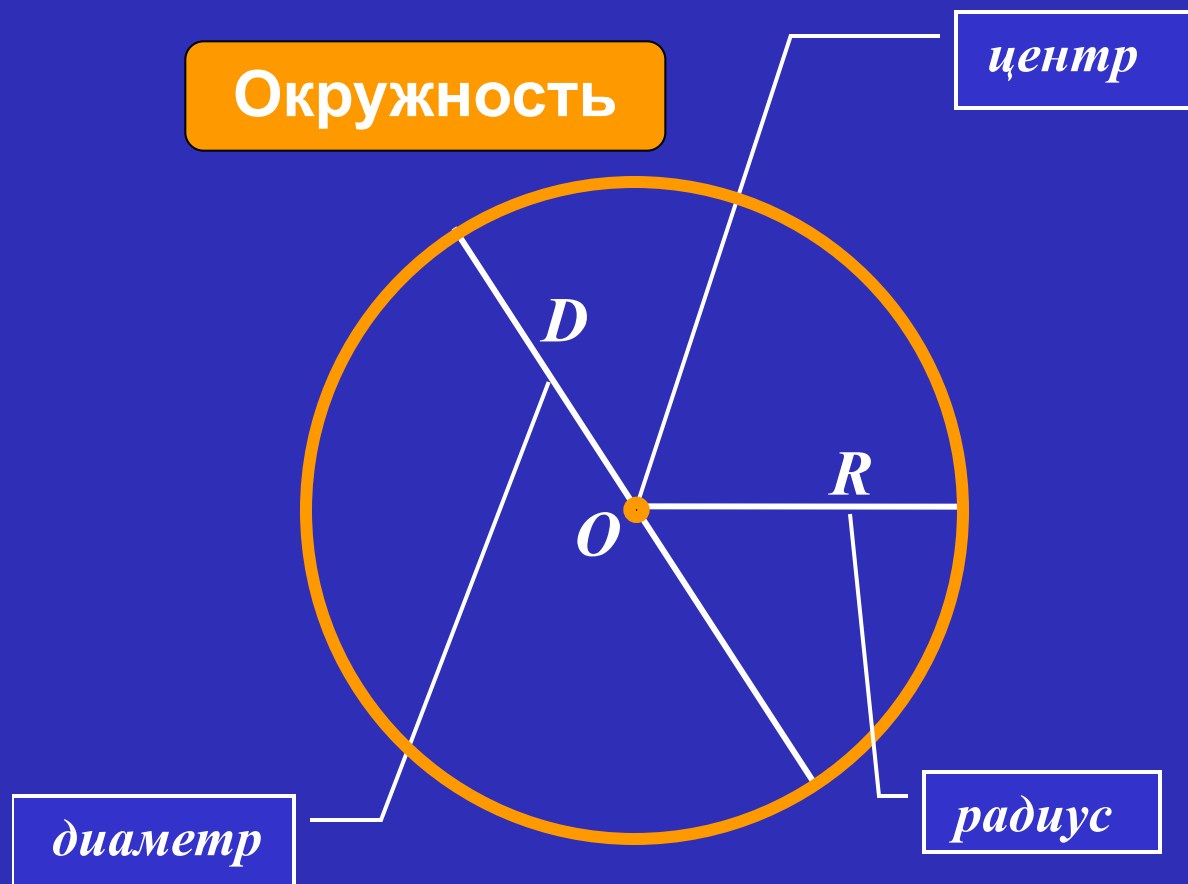 центр
Окружность
D
R
O
диаметр
радиус